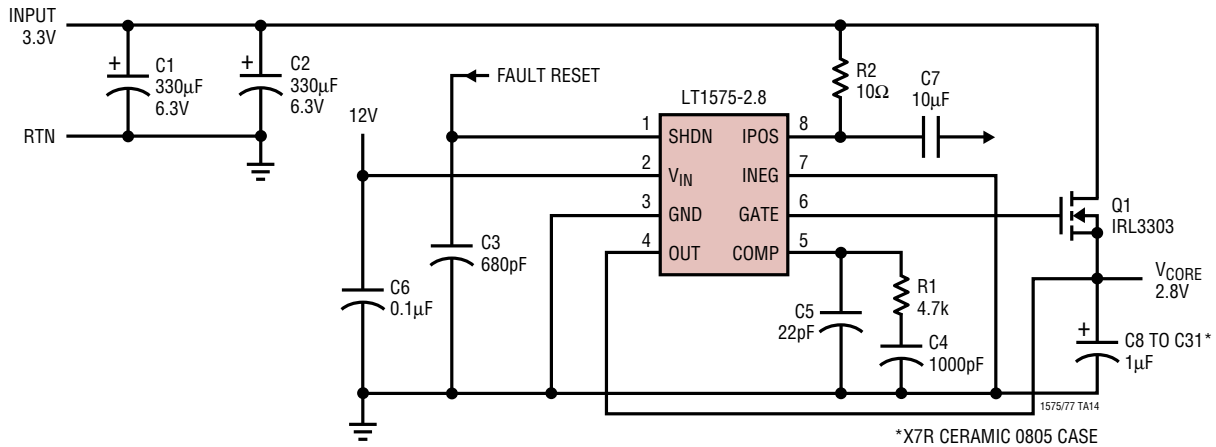 INPUT
3.3V
RTN
+
C1
330µF
6.3V
+
C2
330µF
6.3V
12V
FAULT RESET
R2
10Ω
C7
10µF
LT1575-2.8
1
SHDN
IPOS
8
2
VIN
INEG
7
3
GND
GATE
6
4
OUT
COMP
5
Q1
IRL3303
C3
680pF
C6
0.1µF
C5
22pF
R1
4.7k
C4
1000pF
VCORE
2.8V
+
C8 TO C31*
1µF
1575/77 TA14
*X7R CERAMIC 0805 CASE